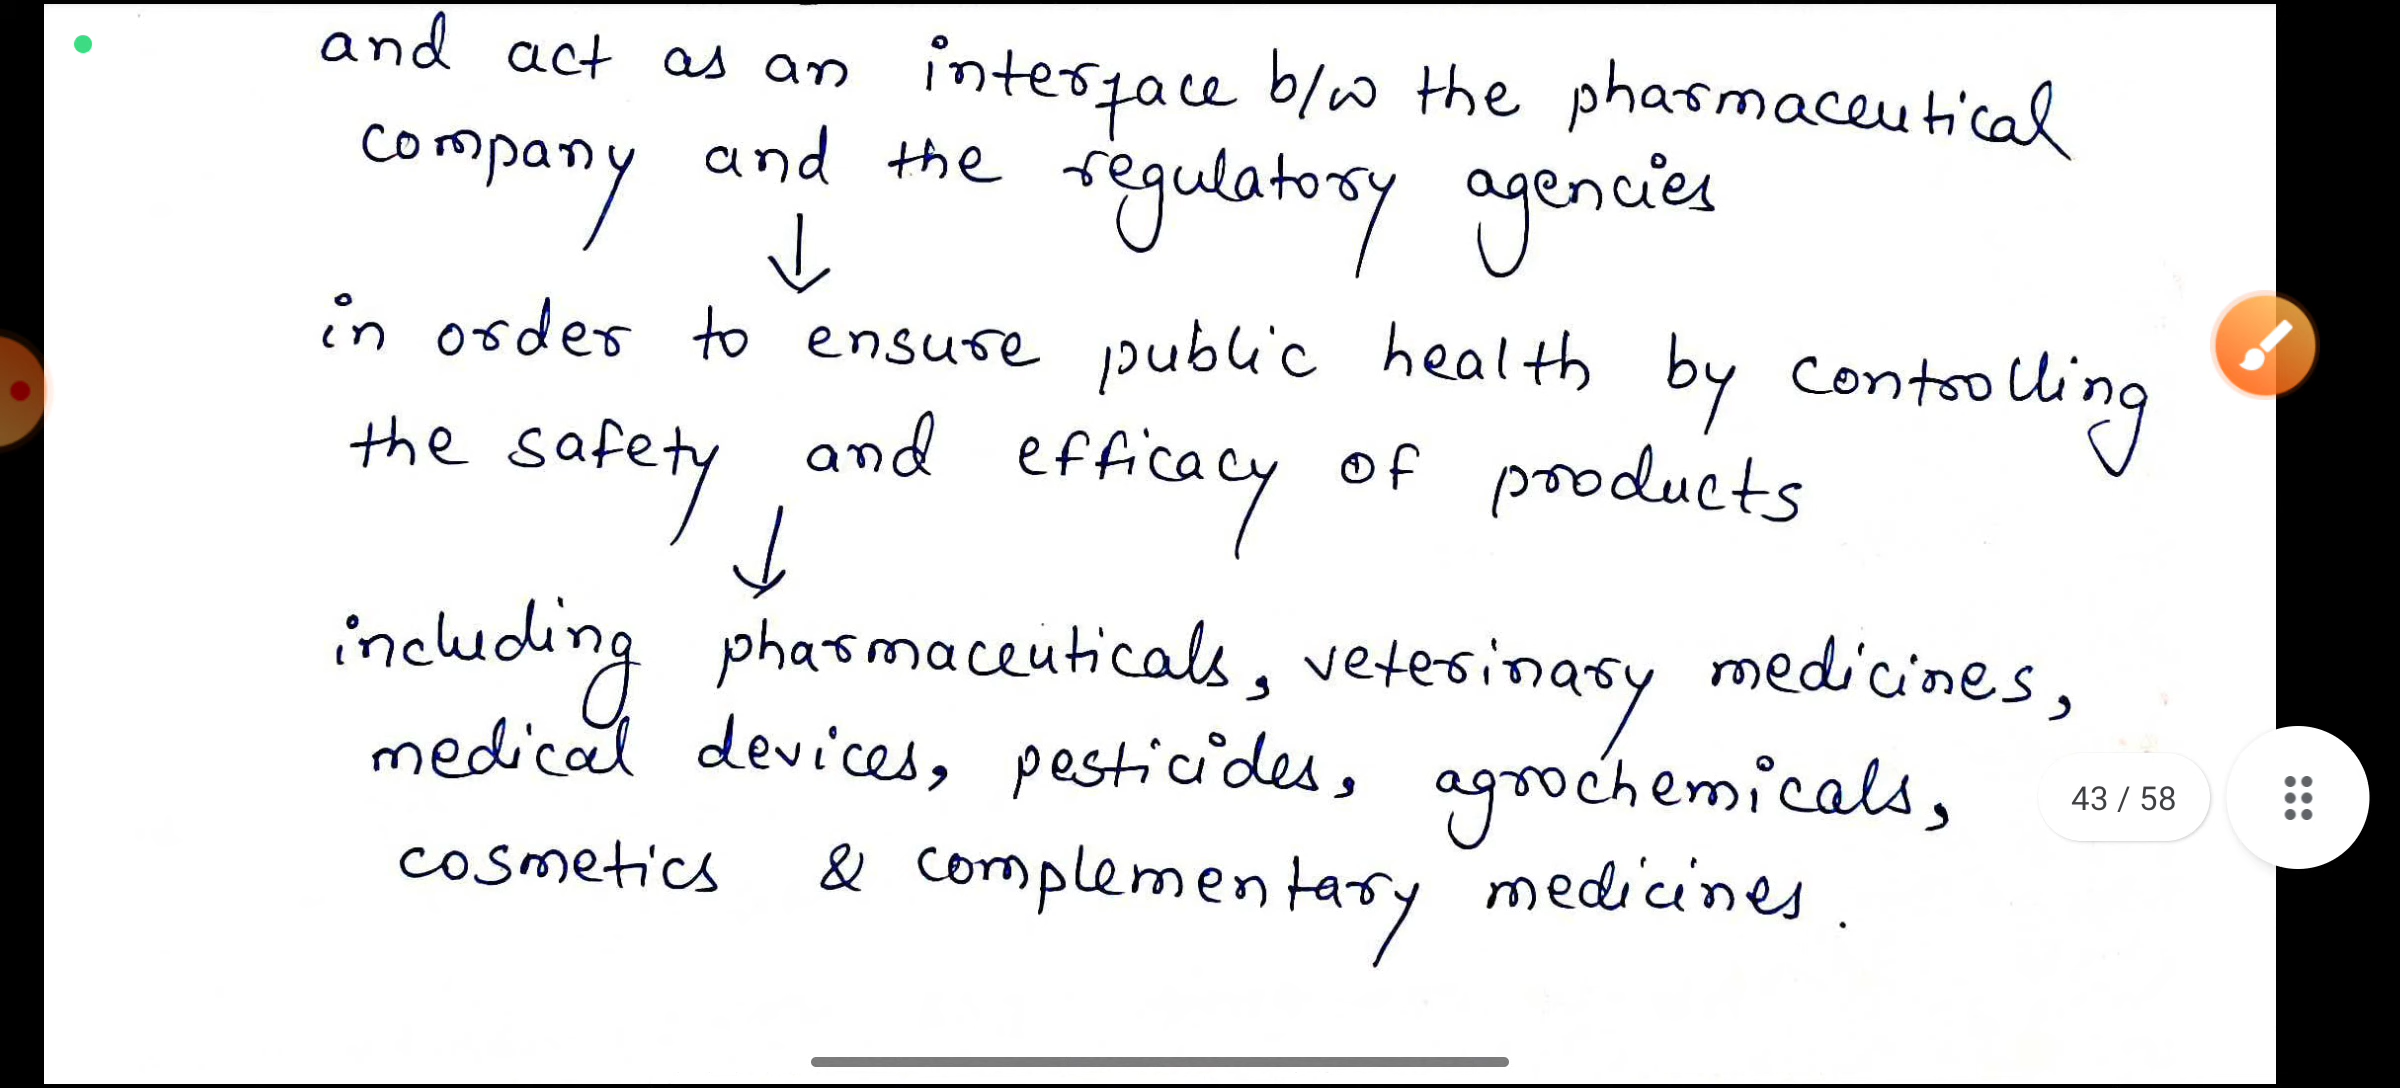 and act as an interface b/w the pharmaceutical
company and the regulatory agencies
↓
in order to ensure public health by controlling
the safety and efficacy of products
↓
including pharmaceuticals, veterinary medicines,
medical devices, pesticides, agrochemicals,
43 / 58
cosmetics & complementary medicines.